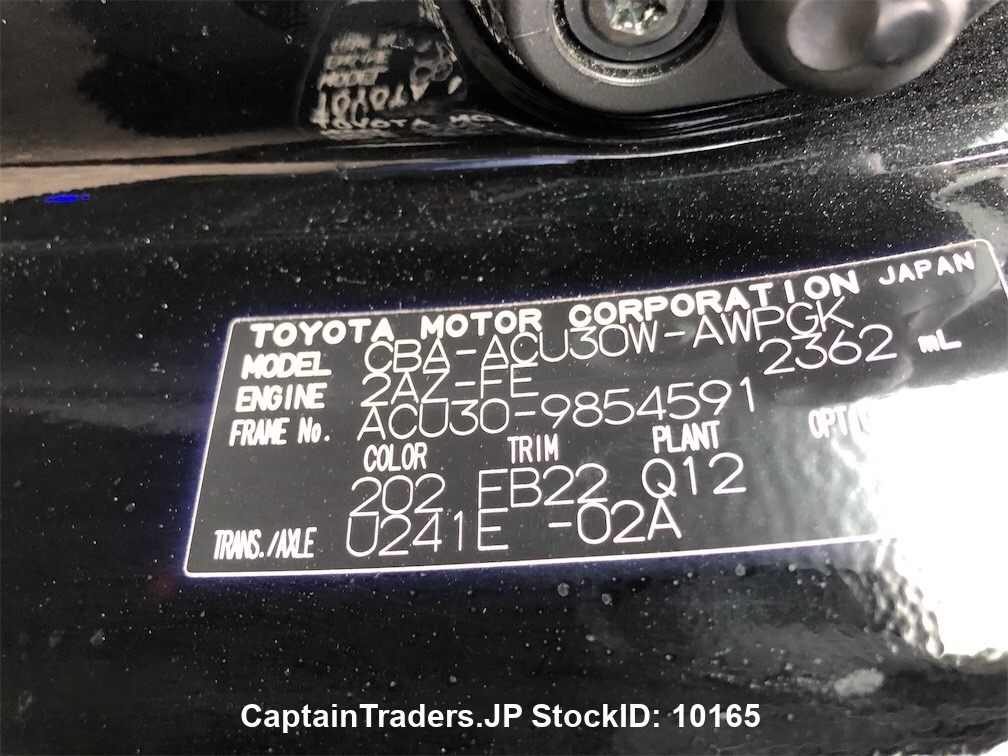 TOYOTA MOTOR CORPORATION JAPAN
MODEL CBA-ACU30W-AWPGK
ENGINE 2AZ-FE 2362 mL
FRAME No. ACU30-9854591
COLOR TRIM PLANT OPT/
202 EB22 Q12
TRANS./AXLE U241E -02A
CaptainTraders.JP StockID: 10165